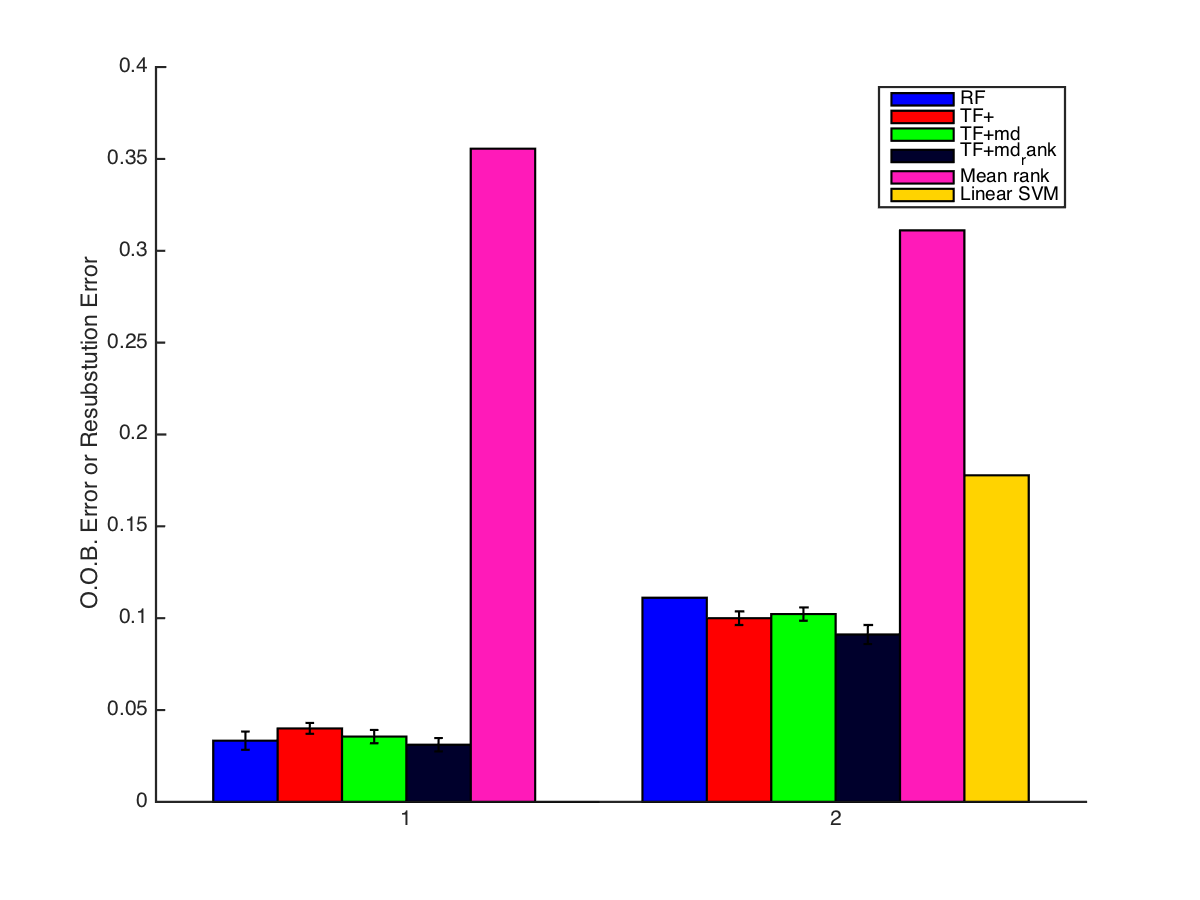 0.4
0.35
0.3
0.25
0.2
0.15
0.1
0.05
0
O.O.B. Error or Resubstution Error
1
2
RF
TF+
TF+md
TF+md_rank
Mean rank
Linear SVM